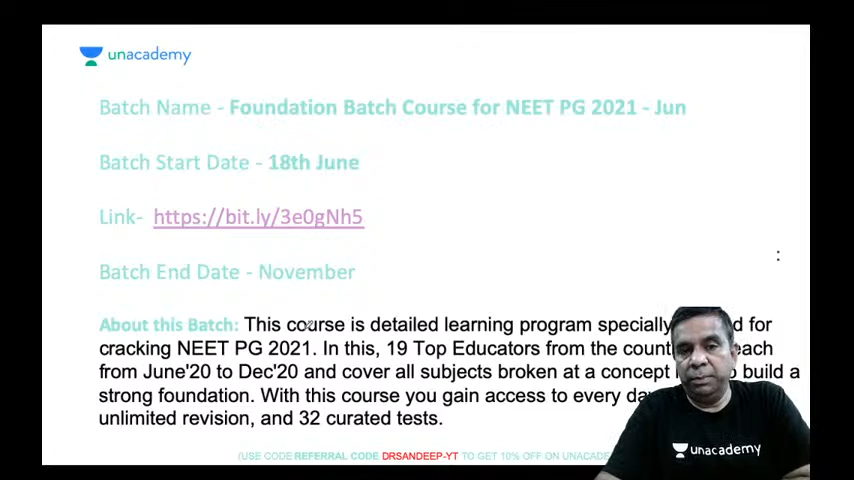 unacademy
Batch Name - Foundation Batch Course for NEET PG 2021 - Jun
Batch Start Date - 18th June
Link- https://bit.ly/3e0gNh5
:
Batch End Date - November
About this Batch: This course is detailed learning program specially d for
cracking NEET PG 2021. In this, 19 Top Educators from the each
from June'20 to Dec'20 and cover all subjects broken at a concept build a
strong foundation. With this course you gain access to every
unlimited revision, and 32 curated tests.
(USE CODE REFERRAL CODE DRSANDEEP-YT TO GET 10% OFF ON
unacademy